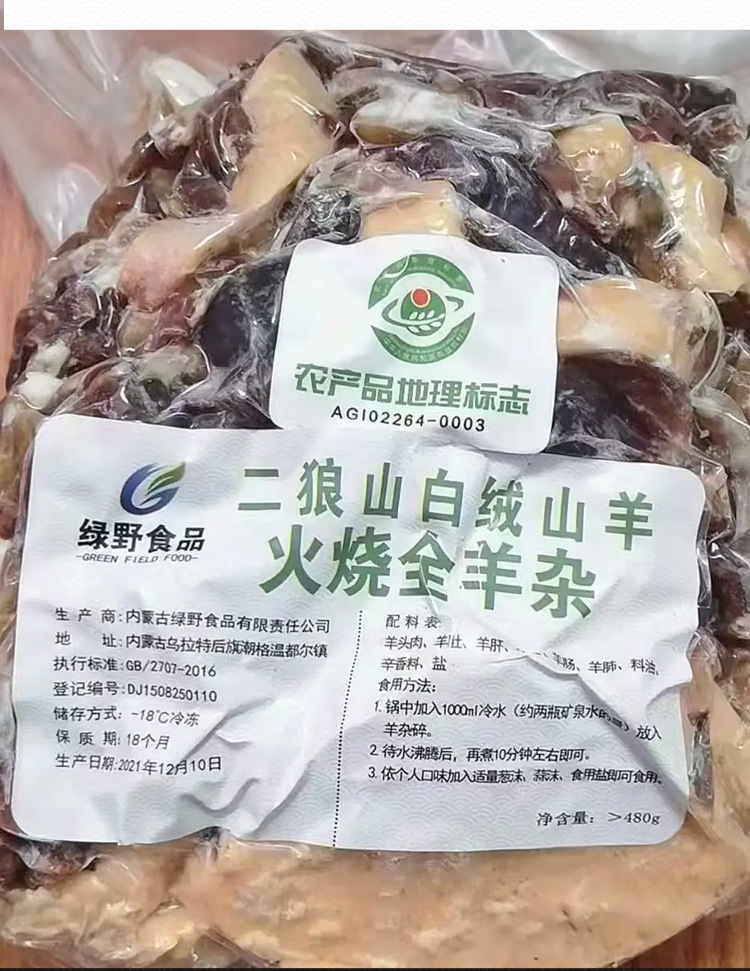 农产品地理标志
AGI02264-0003
绿野食品
-GREEN FIELD FOOD-
二狼山白绒山羊
火烧全羊杂
生产商:内蒙古绿野食品有限责任公司
地址:内蒙古乌拉特后旗潮格温都尔镇
执行标准:GB/2707-2016
登记编号:DJ1508250110
储存方式: -18℃冷冻
保质期:18个月
生产日期:2021年12月10日
配料表:
羊头肉、羊肚、羊肝、羊肠、羊肺、料油、
辛香料、盐
食用方法:
1.锅中加入1000ml冷水（约两瓶矿泉水的 ）放入
羊杂碎。
2.待水沸腾后，再煮10分钟左右即可。
3.依个人口味加入适量葱沫、蒜沫、食用盐即可食用。
净含量：＞480g